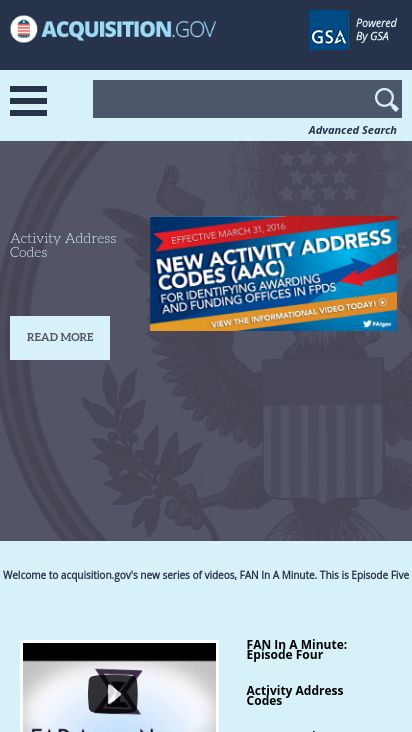 ACQUISITION.GOV
Powered
By GSA
GSA
Advanced Search
Activity Address
Codes
READ MORE
EFFECTIVE MARCH 31, 2016
NEW ACTIVITY ADDRESS
CODES (AAC)
FOR IDENTIFYING AWARDING
AND FUNDING OFFICES IN FPDS
VIEW THE INFORMATIONAL VIDEO TODAY!
FAIgov
Welcome to acquisition.gov's new series of videos, FAN In A Minute. This is Episode Five
FAN In A Minute:
Episode Four
Activity Address
Codes